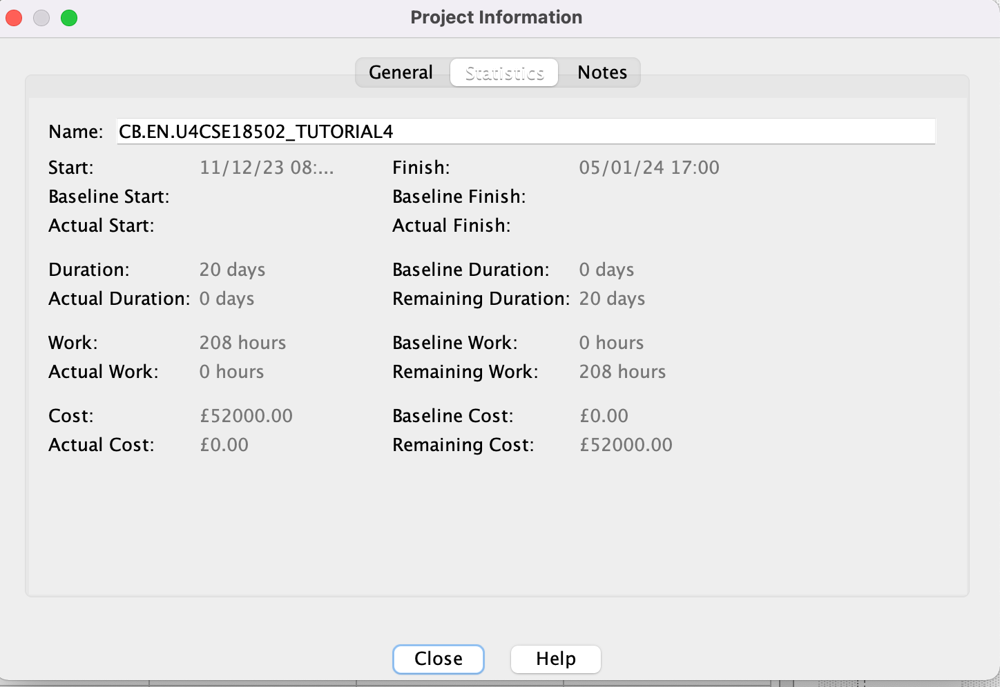 Project Information
General Statistics Notes
Name: CB.EN.U4CSE18502_TUTORIAL4
Start: 11/12/23 08:... Finish: 05/01/24 17:00
Baseline Start: Baseline Finish:
Actual Start: Actual Finish:
Duration: 20 days Baseline Duration: 0 days
Actual Duration: 0 days Remaining Duration: 20 days
Work: 208 hours Baseline Work: 0 hours
Actual Work: 0 hours Remaining Work: 208 hours
Cost: £52000.00 Baseline Cost: £0.00
Actual Cost: £0.00 Remaining Cost: £52000.00
Close Help